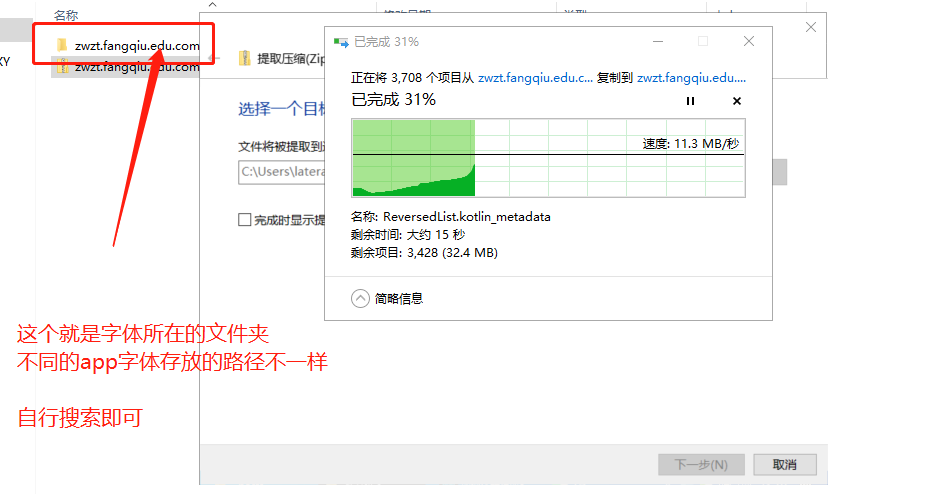 名称
zwzt.fangqiu.edu.com
zwzt.fangqiu.edu.com
XY
提取压缩(Zip
选择一个目标
文件将被提取到这
C:\Users\latera
完成时显示提
已完成 31%
正在将 3,708 个项目从 zwzt.fangqiu.edu.c... 复制到 zwzt.fangqiu.edu....
已完成 31%
速度: 11.3 MB/秒
名称: ReversedList.kotlin_metadata
剩余时间: 大约 15 秒
剩余项目: 3,428 (32.4 MB)
简略信息
这个就是字体所在的文件夹
不同的app字体存放的路径不一样
自行搜索即可
下一步(N)
取消